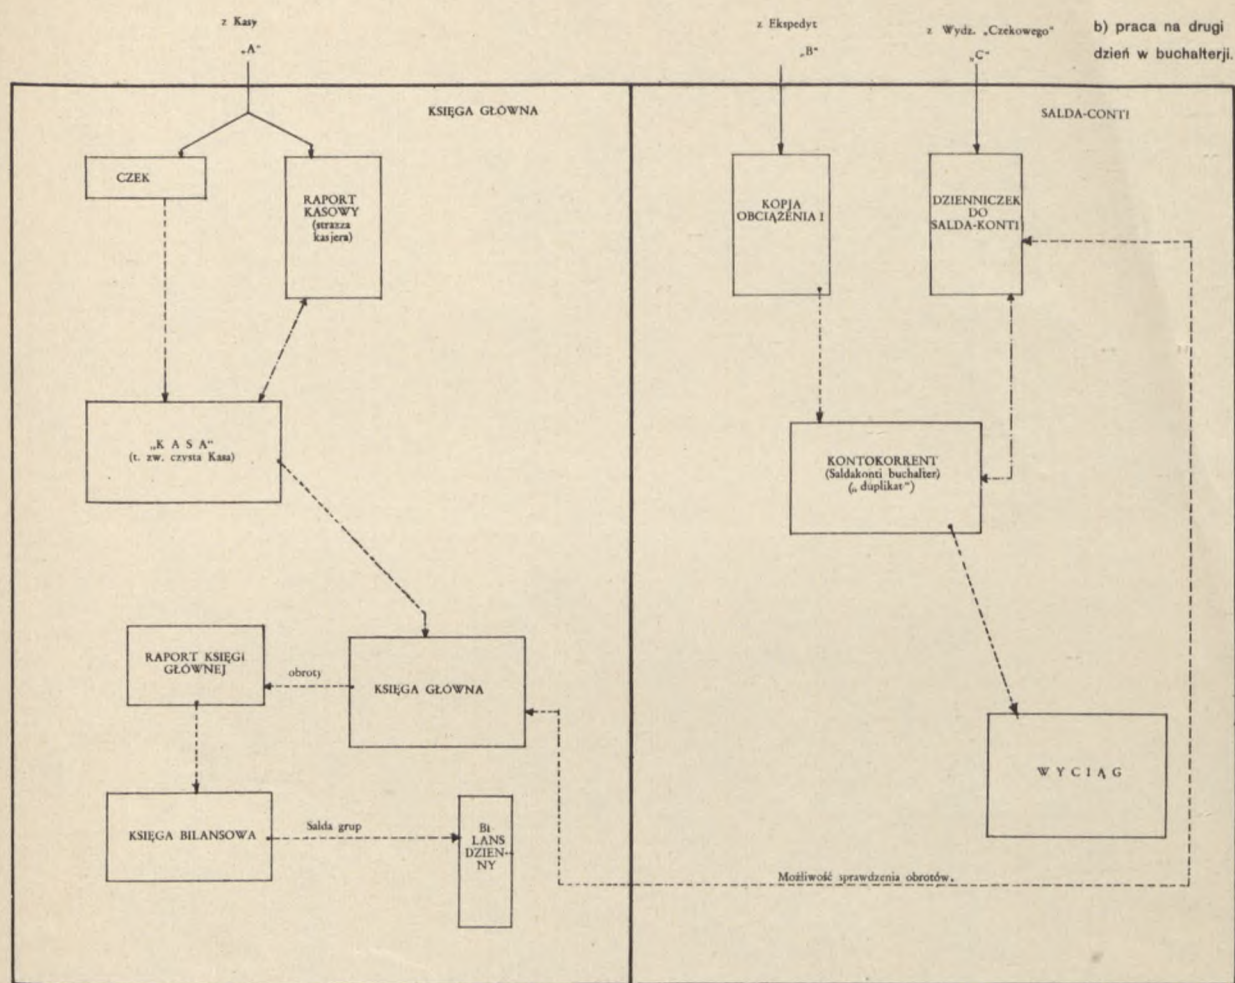 z Kasy
„A“
z Ekspedyt
„B“
z Wydz. „Czekowego“
„C“
b) praca na drugi
dzień w buchalterji.
KSIĘGA GŁÓWNA
CZEK
RAPORT
KASOWY
(strazza
kasjera)
„K A S A“
(t. zw. czysta Kasa)
RAPORT KSIĘGI
GŁÓWNEJ
obroty
KSIĘGA GŁÓWNA
KSIĘGA BILANSOWA
Salda grup
BI-
LANS
DZIEN-
NY
SALDA-CONTI
KOPJA
OBCIĄŻENIA I
DZIENNICZEK
DO
SALDA-KONTI
KONTOKORRENT
(Saldakonti buchalter)
(„ duplikat“)
W Y C I Ą G
Możliwość sprawdzenia obrotów.